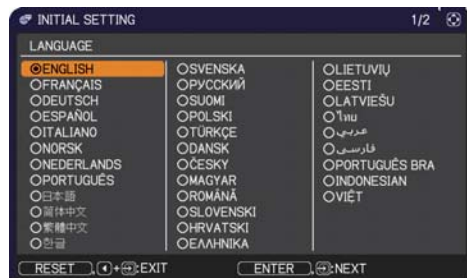 INITIAL SETTING 1/2
LANGUAGE
ENGLISH
FRANÇAIS
DEUTSCH
ESPAÑOL
ITALIANO
NORSK
NEDERLANDS
PORTUGUÊS
日本語
简体中文
繁體中文
한글
SVENSKA
РУССКИЙ
SUOMI
POLSKI
TÜRKÇE
DANSK
ČESKY
MAGYAR
ROMÂNĂ
SLOVENSKI
HRVATSKI
ΕΛΛΗΝΙΚΑ
LIETUVIŲ
EESTI
LATVIEŠU
ไทย
عربي
فارسی
PORTUGUÊS BRA
INDONESIAN
VIỆT
RESET , + :EXIT ENTER , :NEXT